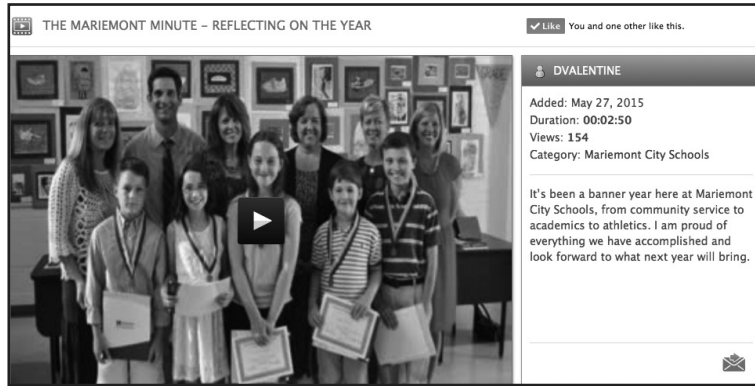 THE MARIEMONT MINUTE – REFLECTING ON THE YEAR
Like You and one other like this.
DVALENTINE
Added: May 27, 2015
Duration: 00:02:50
Views: 154
Category: Mariemont City Schools
It's been a banner year here at Mariemont
City Schools, from community service to
academics to athletics. I am proud of
everything we have accomplished and
look forward to what next year will bring.